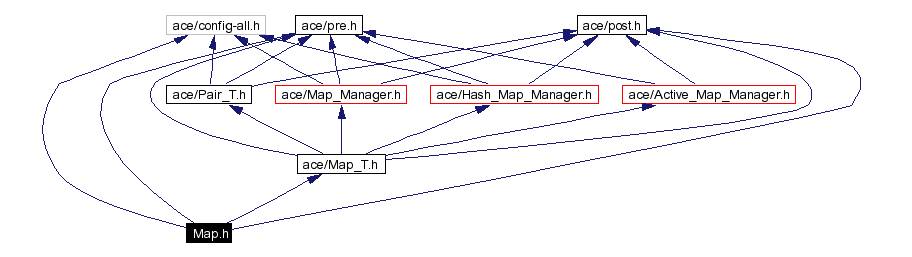 ace/config-all.h
ace/pre.h
ace/post.h
ace/Pair_T.h
ace/Map_Manager.h
ace/Hash_Map_Manager.h
ace/Active_Map_Manager.h
ace/Map_T.h
Map.h